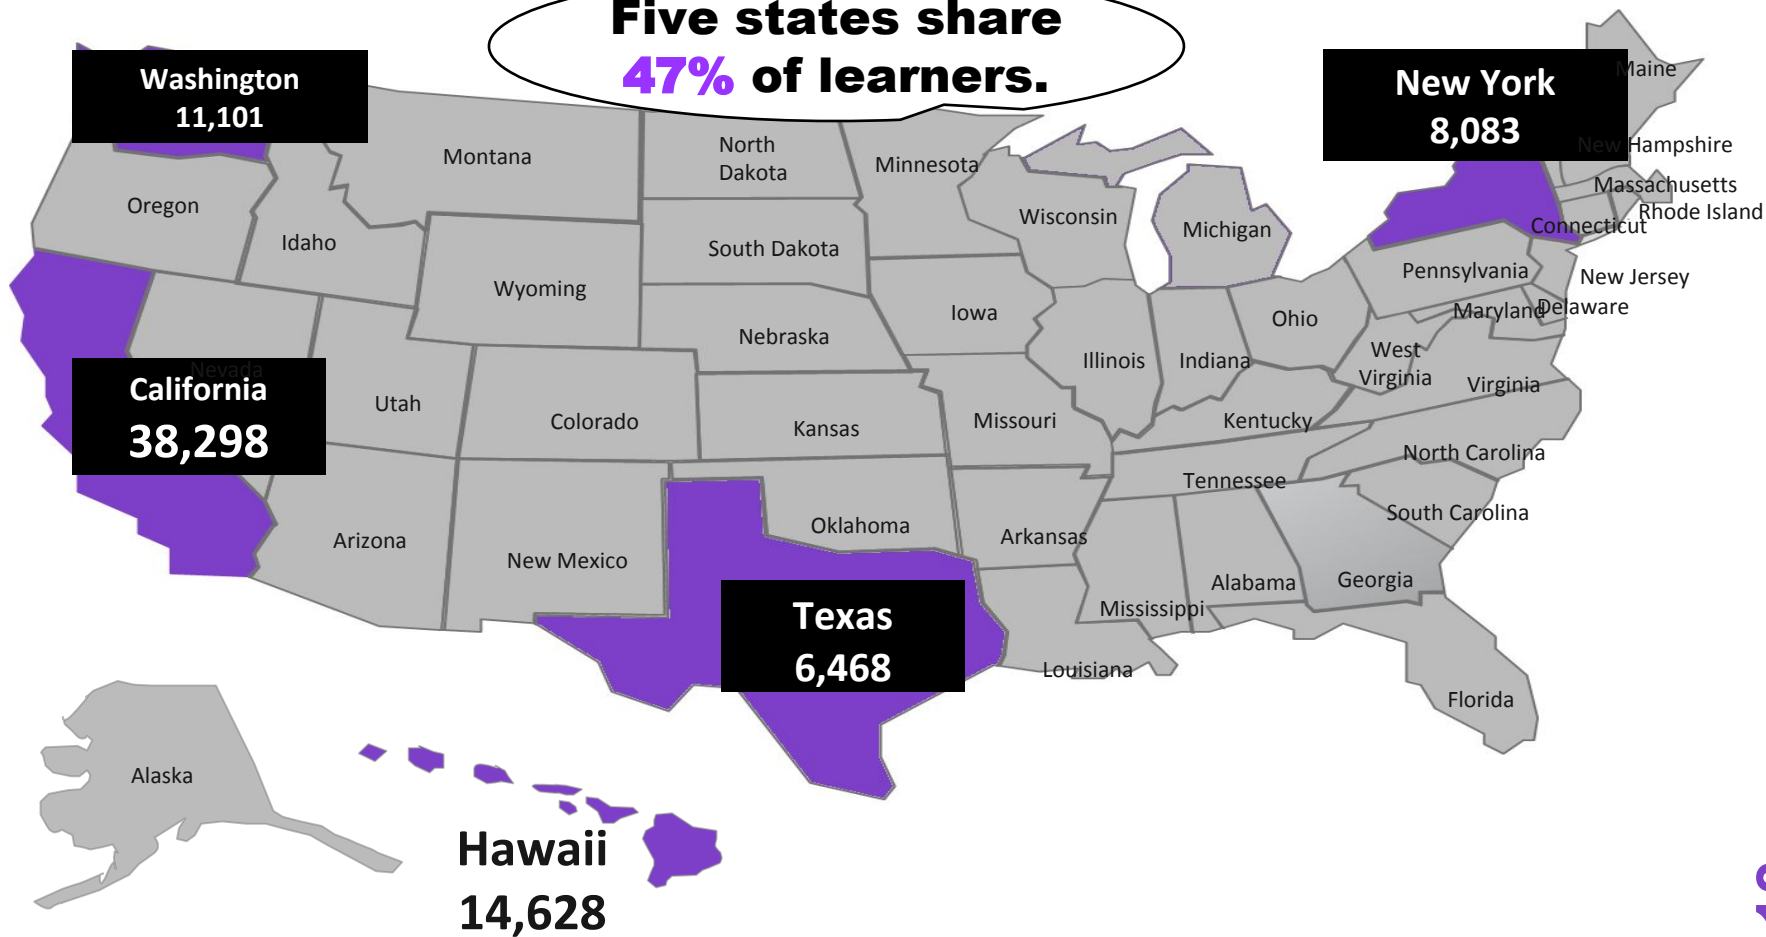 Five states share
47% of learners.
Washington
11,101
New York
8,083
Maine
New Hampshire
Massachusetts
Rhode Island
Connecticut
Montana
North
Dakota
Minnesota
Oregon
Idaho
Wisconsin
Michigan
South Dakota
Wyoming
Pennsylvania
New Jersey
Iowa
Ohio
Maryland
Delaware
Nebraska
Nevada
California
38,298
Illinois
Indiana
West
Virginia
Virginia
Utah
Colorado
Kansas
Missouri
Kentucky
North Carolina
Tennessee
South Carolina
Arizona
New Mexico
Oklahoma
Arkansas
Alabama
Georgia
Mississippi
Texas
6,468
Louisiana
Florida
Alaska
Hawaii
14,628